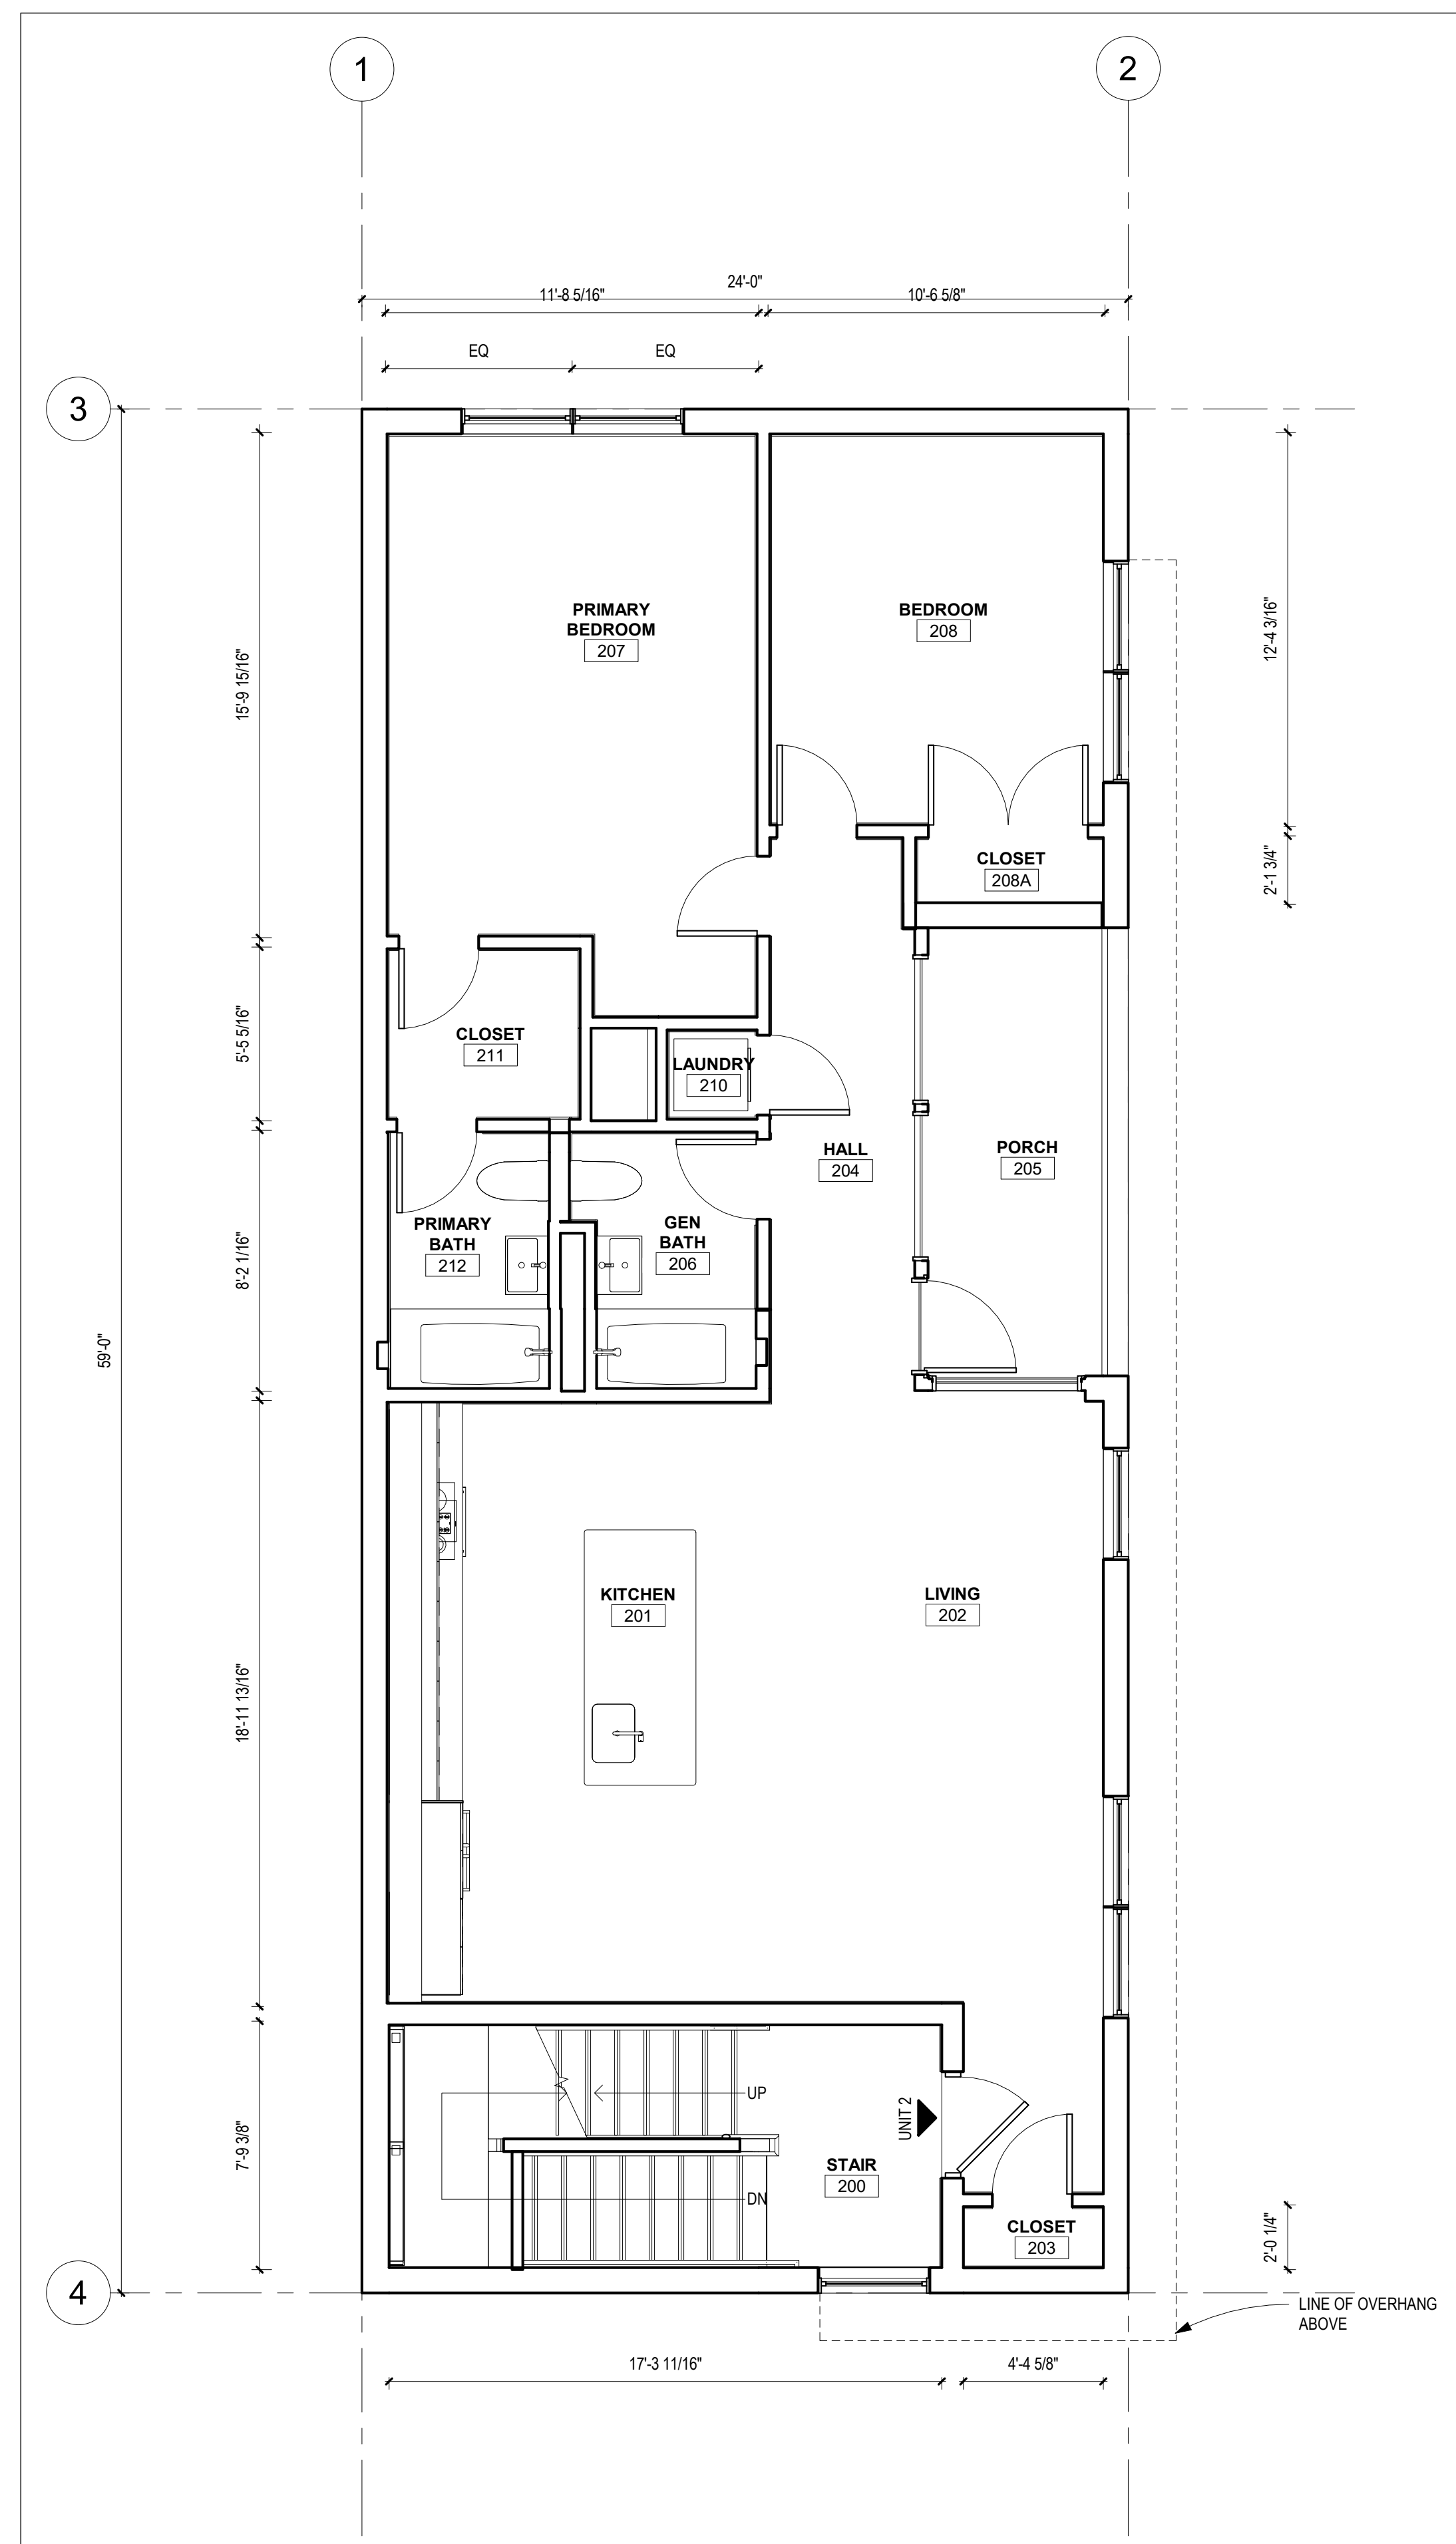 1
2
24'-0"
11'-8 5/16"
10'-6 5/8"
EQ
EQ
3
PRIMARY
BEDROOM
207
BEDROOM
208
15'-9 15/16"
12'-4 3/16"
CLOSET
208A
2'-1 3/4"
CLOSET
211
5'-5 5/16"
LAUNDRY
210
HALL
204
PORCH
205
PRIMARY
BATH
212
GEN
BATH
206
8'-2 1/16"
59'-0"
KITCHEN
201
LIVING
202
18'-11 13/16"
UP
UNIT 2
STAIR
200
DN
7'-9 3/8"
CLOSET
203
2'-0 1/4"
4
LINE OF OVERHANG
ABOVE
17'-3 11/16"
4'-4 5/8"